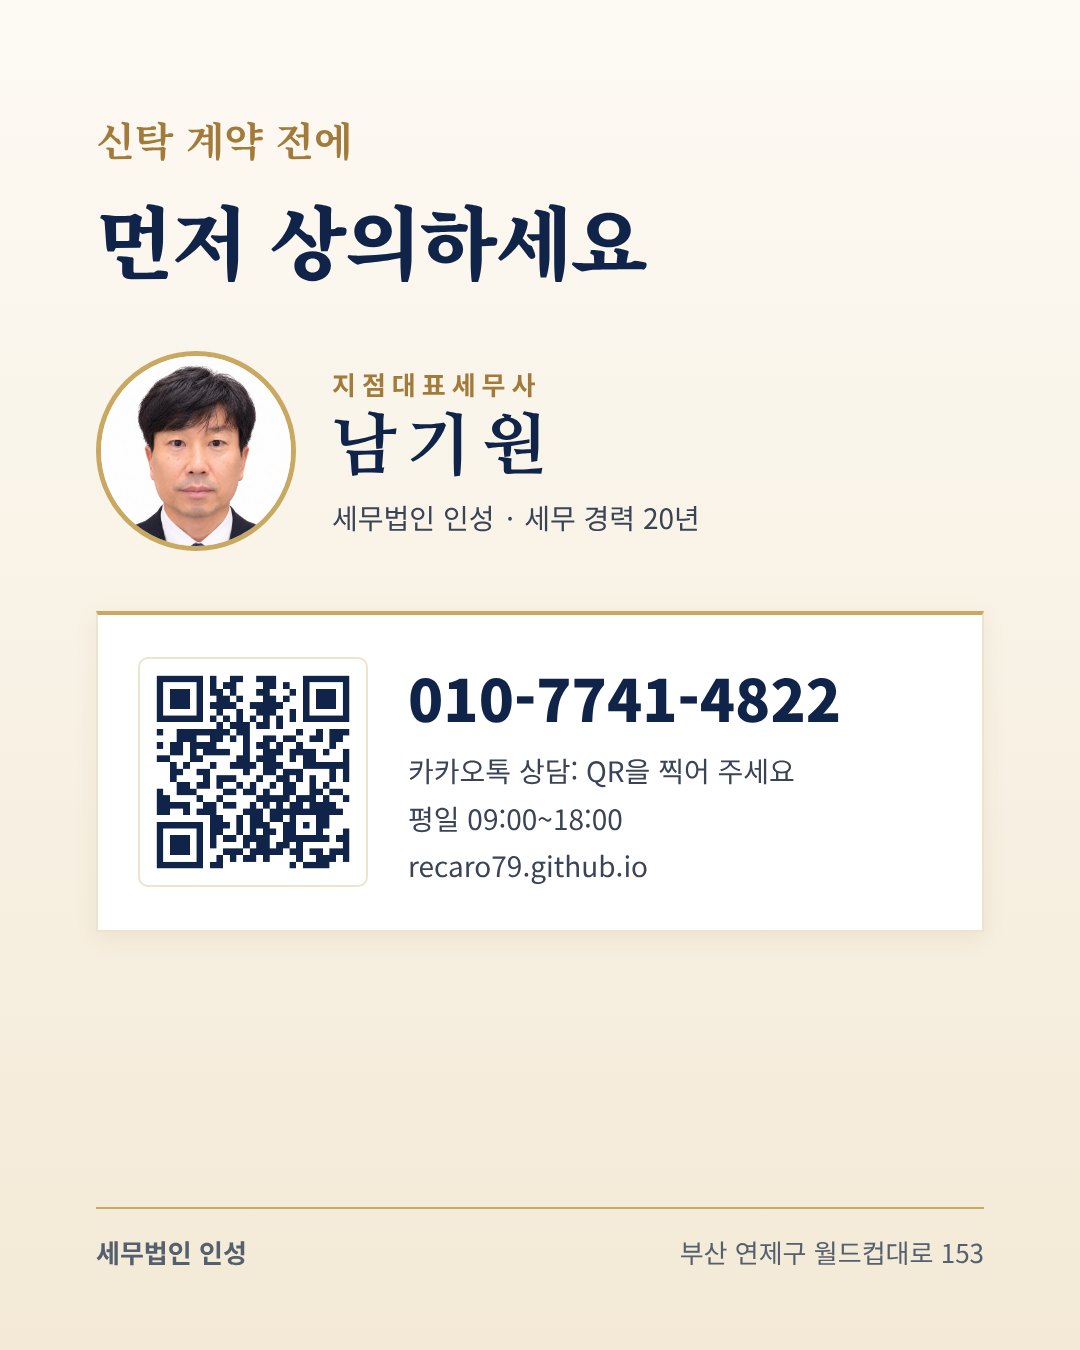 신탁 계약 전에
먼저 상의하세요
지점대표세무사
남기원
세무법인 인성 · 세무 경력 20년
010-7741-4822
카카오톡 상담: QR을 찍어 주세요
평일 09:00~18:00
recaro79.github.io
세무법인 인성
부산 연제구 월드컵대로 153